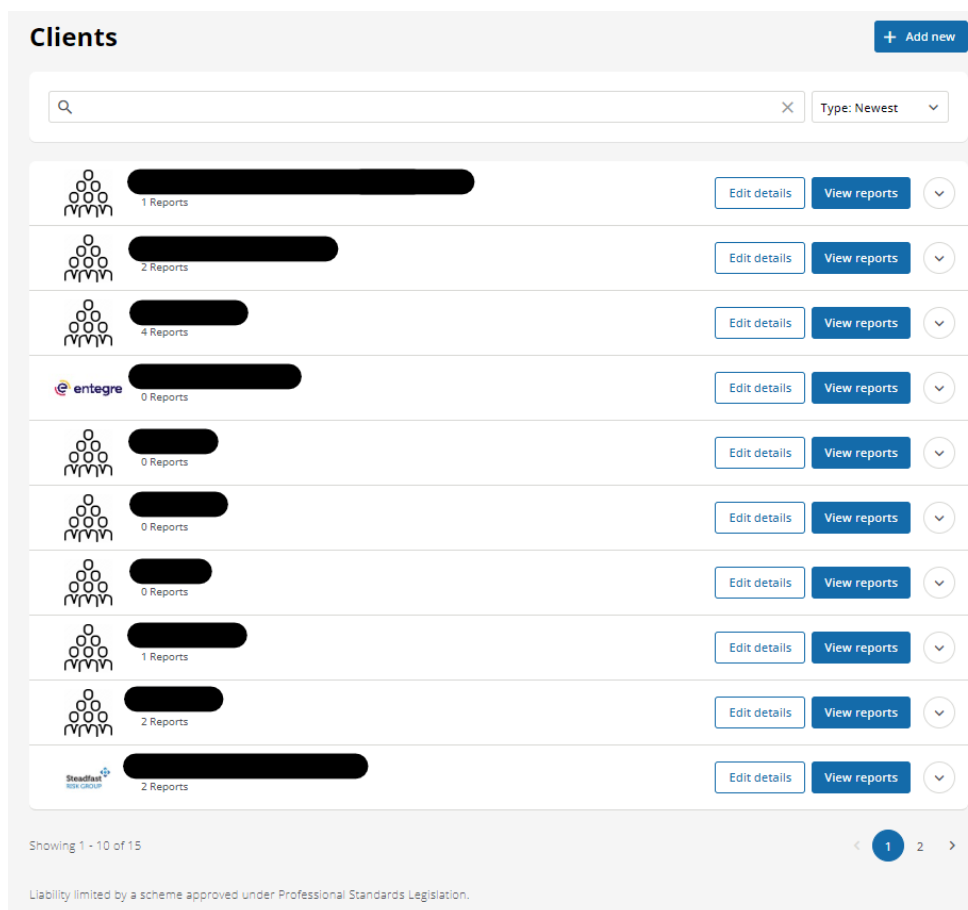 Clients
+ Add new
Type: Newest
1 Reports
Edit details View reports
2 Reports
Edit details View reports
4 Reports
Edit details View reports
entegre
0 Reports
Edit details View reports
0 Reports
Edit details View reports
0 Reports
Edit details View reports
0 Reports
Edit details View reports
1 Reports
Edit details View reports
2 Reports
Edit details View reports
Steadfast
RISK GROUP
2 Reports
Edit details View reports
Showing 1 - 10 of 15
1 2
Liability limited by a scheme approved under Professional Standards Legislation.